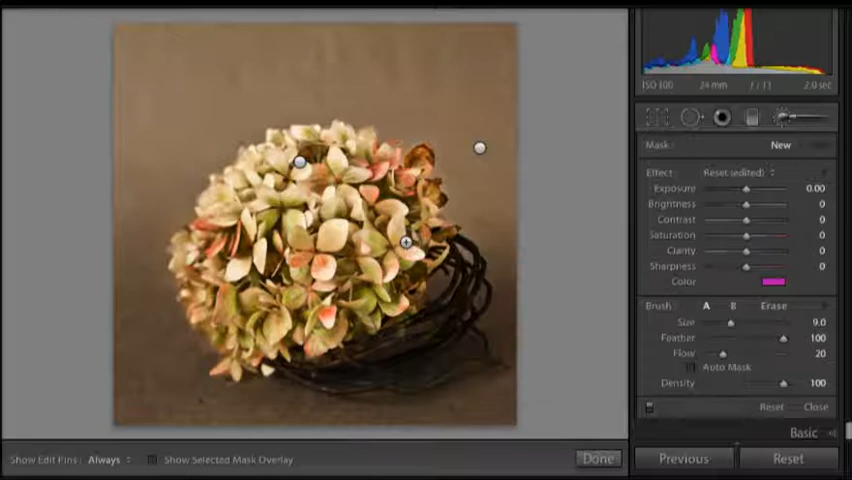 ISO 100 24 mm f / 11 2.0 sec
Mask: New
Effect: Reset (edited)
Exposure 0.00
Brightness 0
Contrast 0
Saturation 0
Clarity 0
Sharpness 0
Color
Brush: A B Erase
Size 9.0
Feather 100
Flow 20
Auto Mask
Density 100
Reset Close
Basic
Show Edit Pins: Always Show Selected Mask Overlay Done Previous Reset